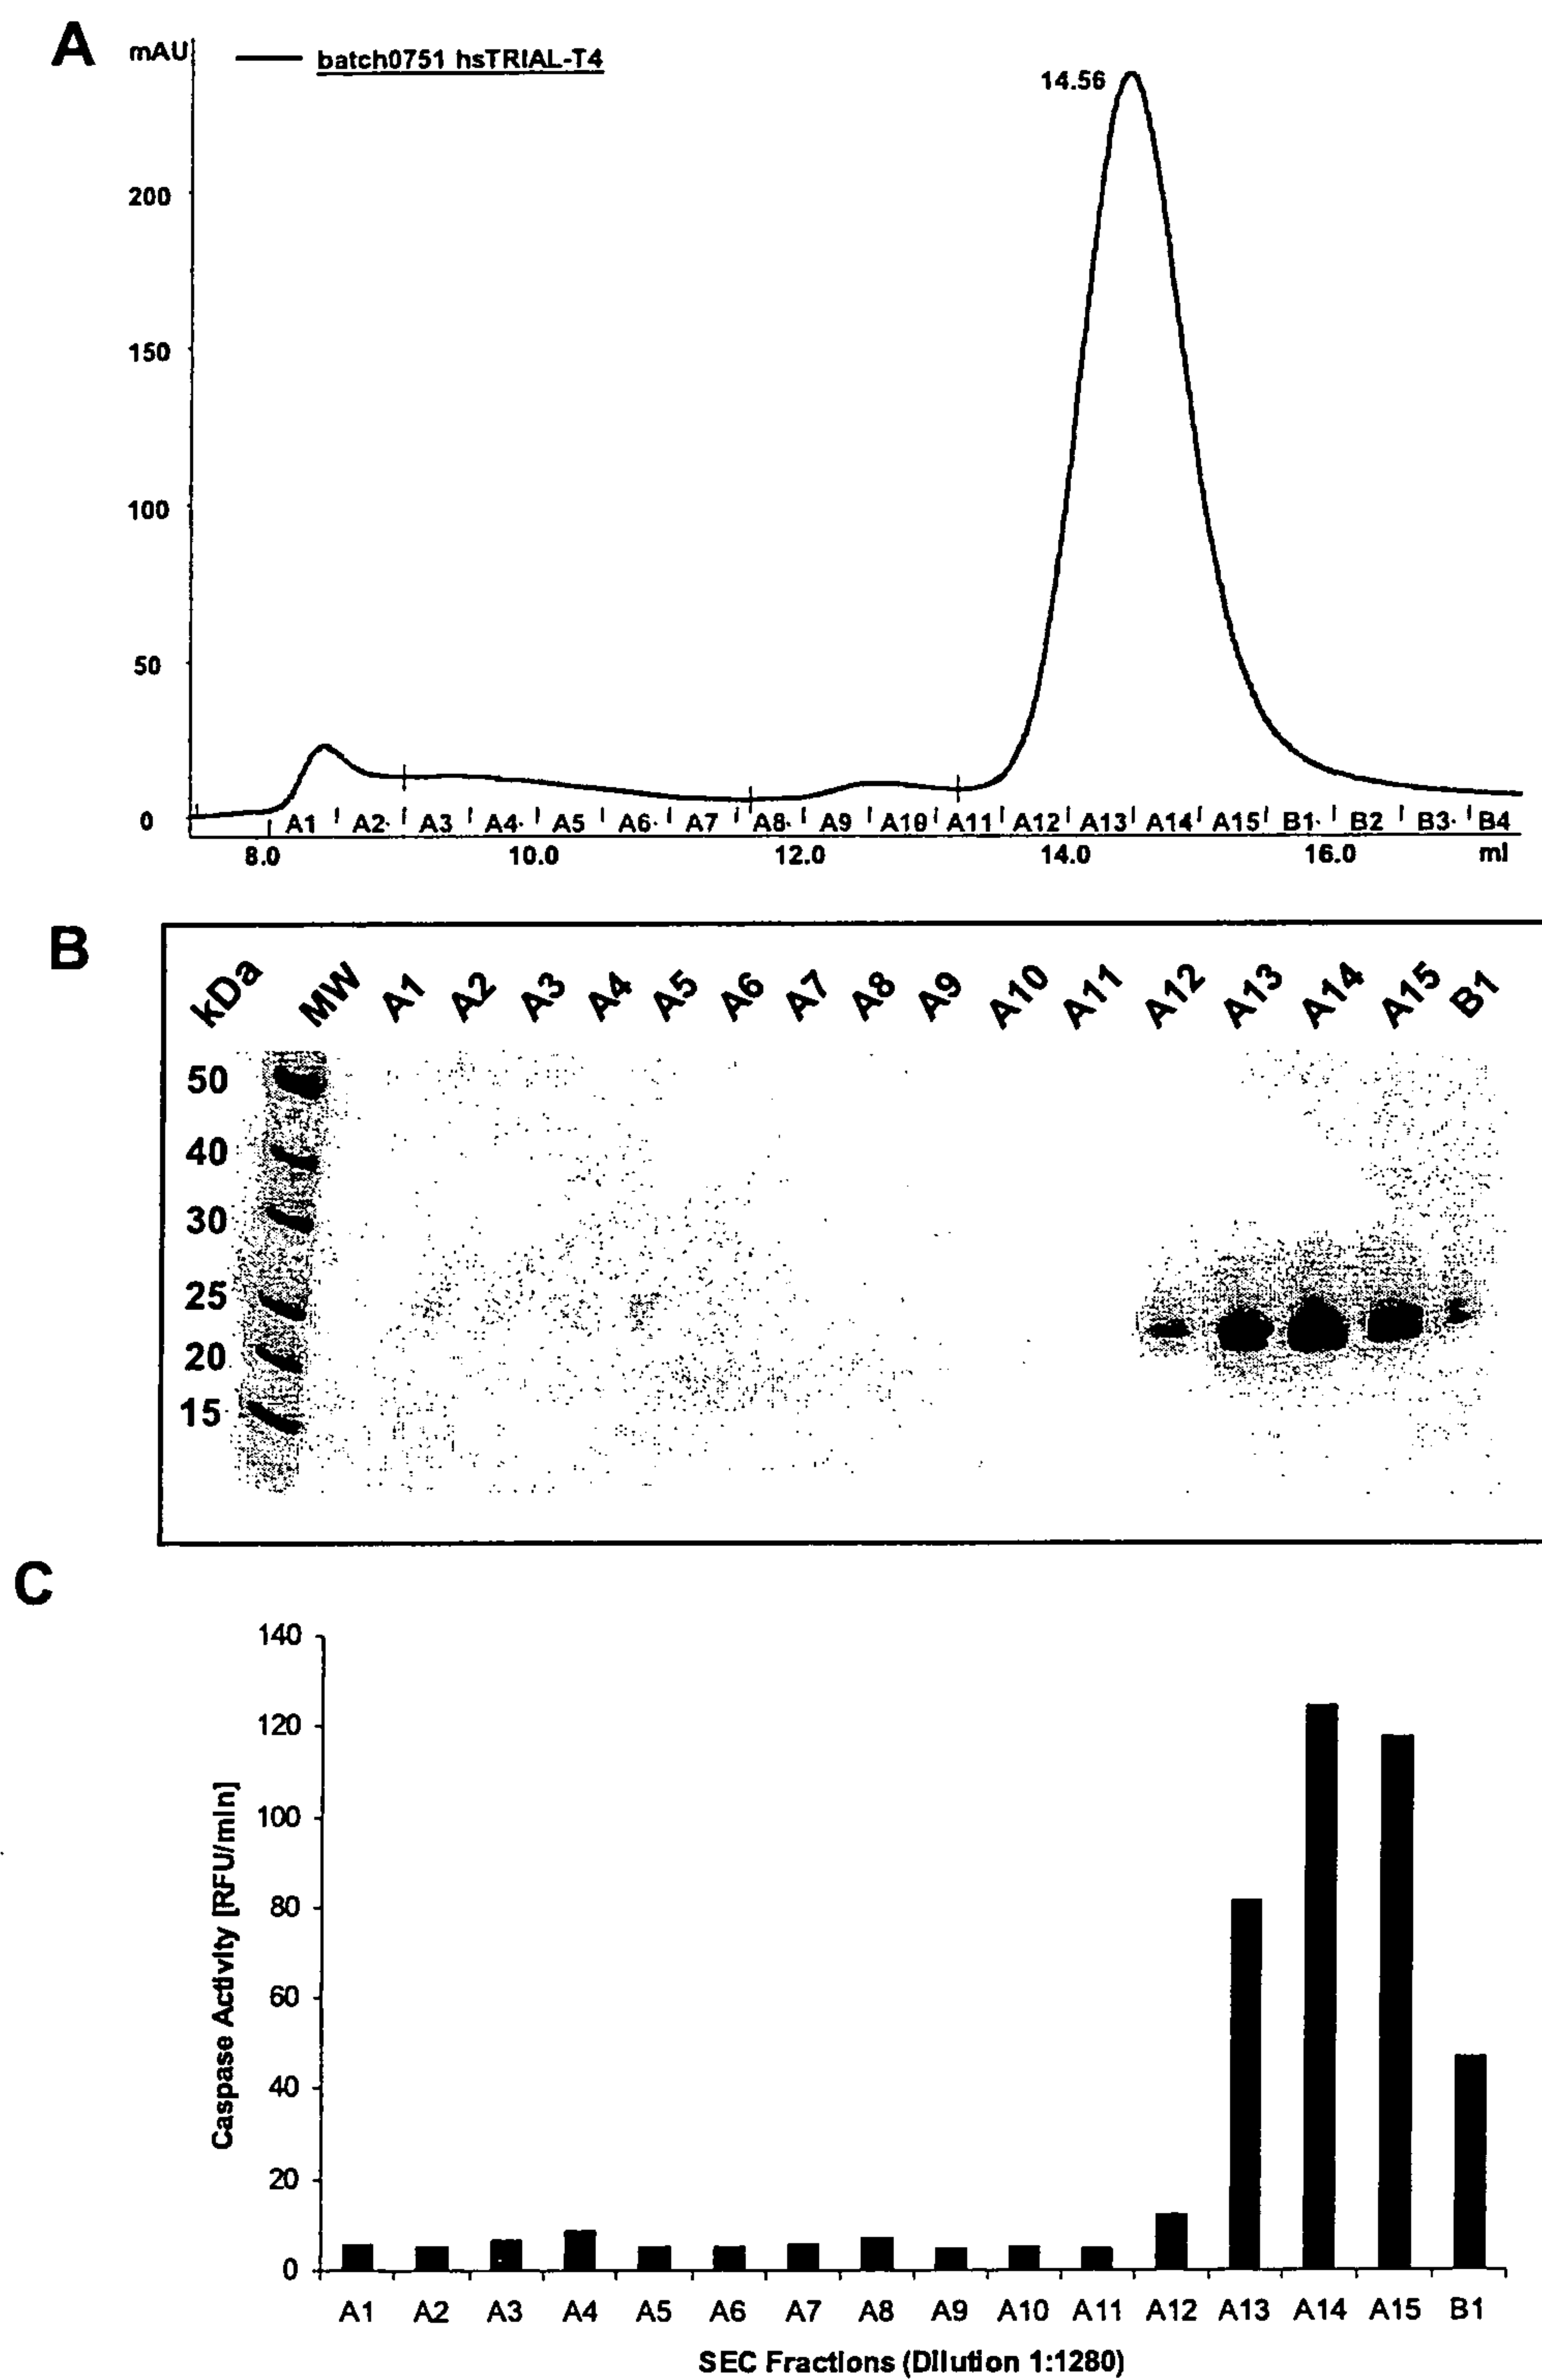 A
mAU
batch0751 hsTRIAL-T4
14.56
200
150
100
50
0
A1 A2 A3 A4 A5 A6 A7 A8 A9 A10 A11 A12 A13 A14 A15 B1 B2 B3 B4
8.0 10.0 12.0 14.0 16.0 ml
B
kDa MW A1 A2 A3 A4 A5 A6 A7 A8 A9 A10 A11 A12 A13 A14 A15 B1
50
40
30
25
20
15
C
140
120
100
80
60
40
20
0
Caspase Activity [RFU/min]
A1 A2 A3 A4 A5 A6 A7 A8 A9 A10 A11 A12 A13 A14 A15 B1
SEC Fractions (Dilution 1:1280)